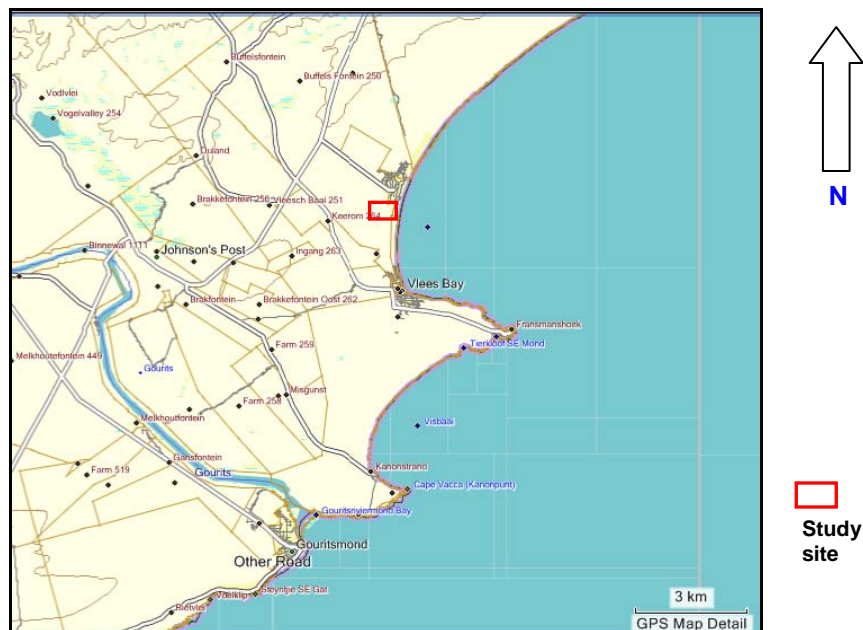 Buffelsfontein
Buffels Fontein 250
Vodlvlei
Vogelvalley 254
Ouland
Brakkefontein 256
Vleesch Baai 251
Keerom 264
N
Binnewal 1111
Johnson's Post
Ingang 263
Vlees Bay
Brakfontein
Brakkefontein Oost 262
Fransmanshoek
Tierkloof SE Mond
Farm 259
Melkhoutefontein 449
Gourits
Misgunst
Farm 258
Melkhoutfontein
Visbaai
Gansfontein
Farm 519
Gourits
Kanonstrand
Cape Vacca (Kanonpunt)
Gouritsriviermond Bay
Gouritsmond
Other Road
Study
site
Steyntjie SE Gat
Voelklip
Rietvlei
3 km
GPS Map Detail